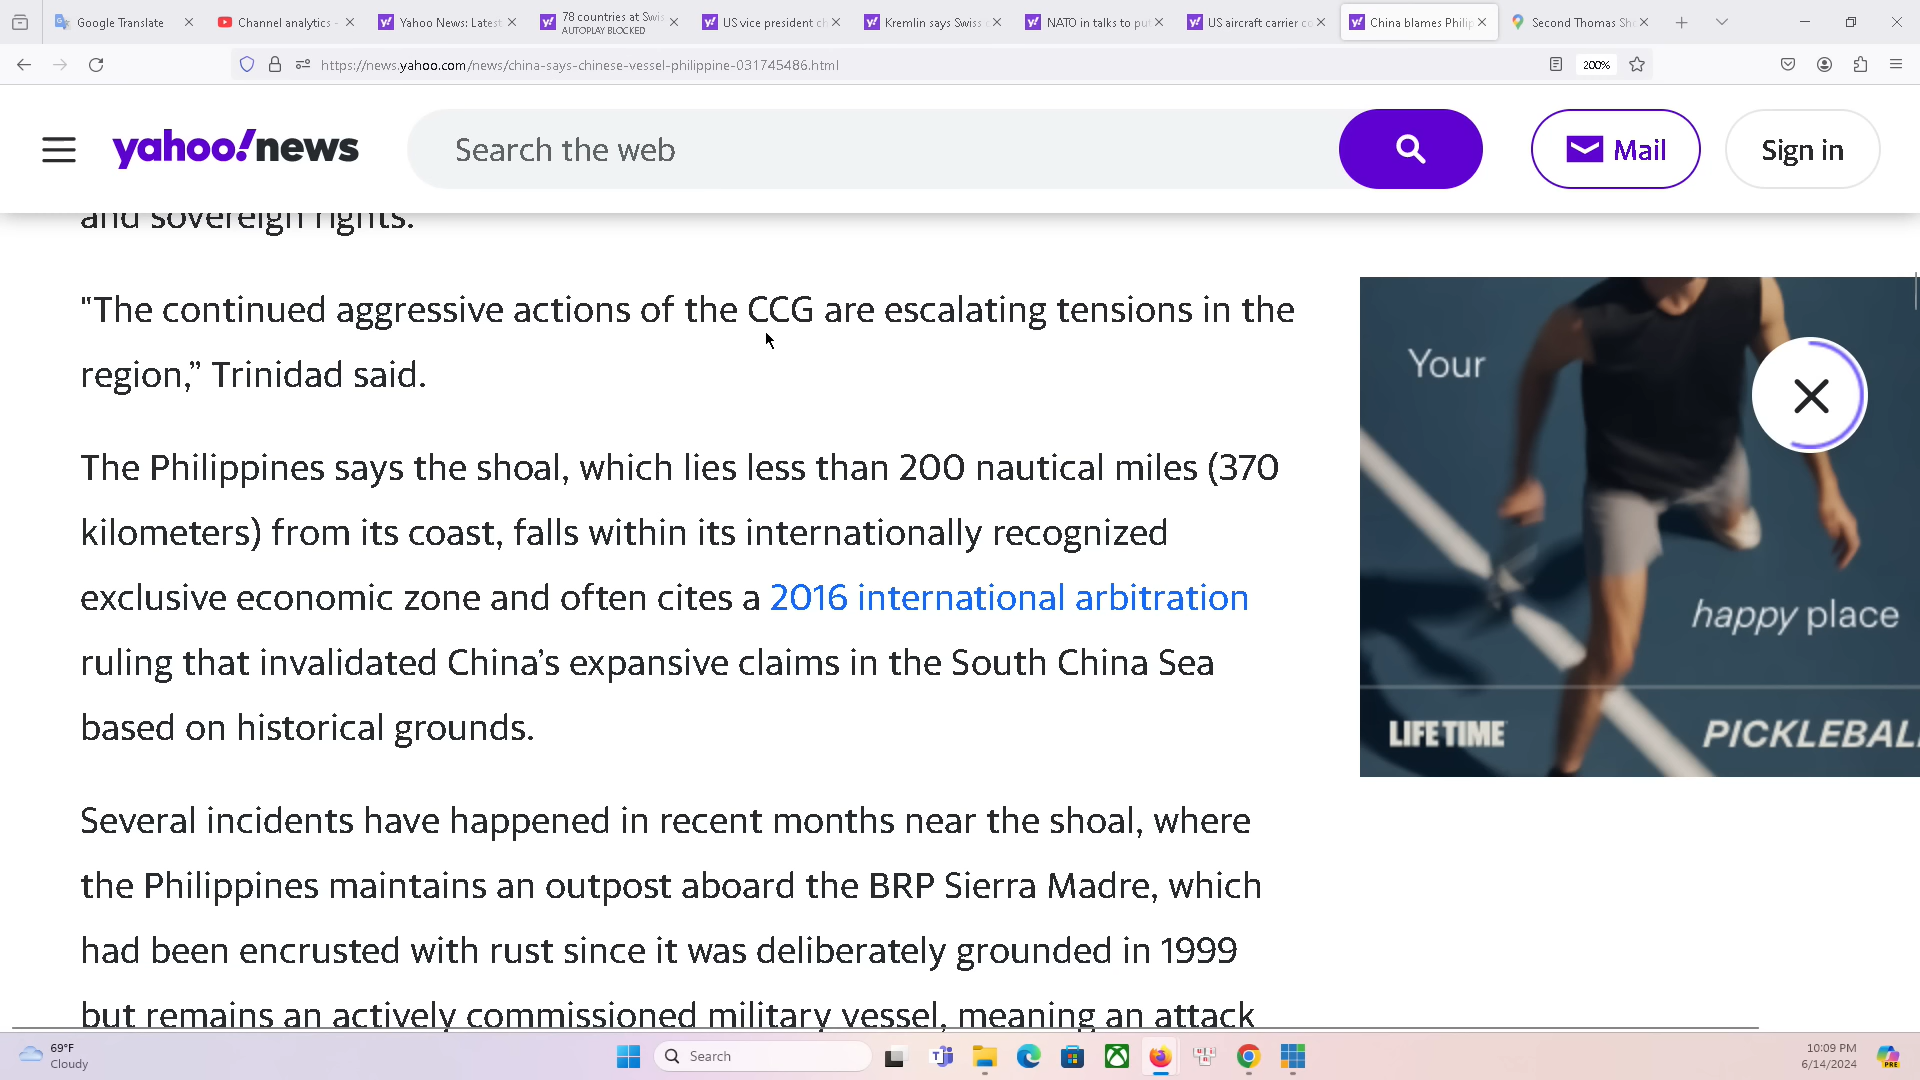 Google Translate
Channel analytics -
Yahoo News: Latest
78 countries at Swis
AUTOPLAY BLOCKED
US vice president ch
Kremlin says Swiss
NATO in talks to pu
US aircraft carrier co
China blames Philip
Second Thomas Sh
https://news.yahoo.com/news/china-says-chinese-vessel-philippine-031745486.html
200%
yahoo!news
Search the web
Mail
Sign in
and sovereign rights.
"The continued aggressive actions of the CCG are escalating tensions in the
region,” Trinidad said.
The Philippines says the shoal, which lies less than 200 nautical miles (370
kilometers) from its coast, falls within its internationally recognized
exclusive economic zone and often cites a 2016 international arbitration
ruling that invalidated China’s expansive claims in the South China Sea
based on historical grounds.
Several incidents have happened in recent months near the shoal, where
the Philippines maintains an outpost aboard the BRP Sierra Madre, which
had been encrusted with rust since it was deliberately grounded in 1999
but remains an actively commissioned military vessel, meaning an attack
Your
happy place
LIFE TIME
PICKLEBALL
69°F
Cloudy
Search
10:09 PM
6/14/2024
PRE